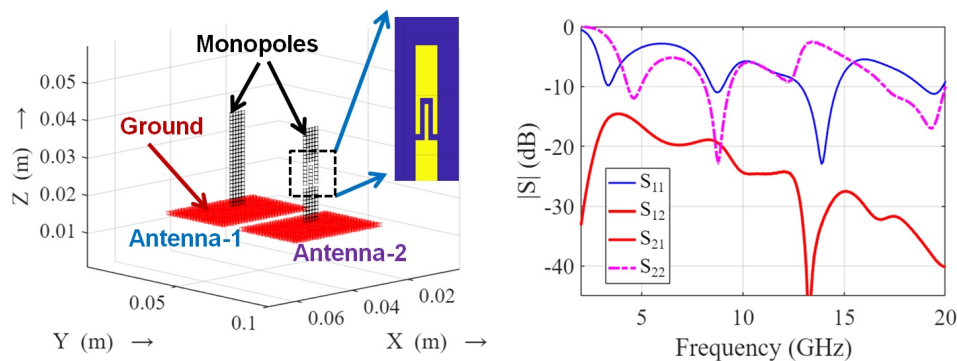 Monopoles
Ground
Antenna-1
Antenna-2
Z (m) →
0.05
0.04
0.03
0.02
0.01
0.05
0.1
Y (m) →
0.06
0.04
0.02
X (m) →
|S| (dB)
0
-10
-20
-30
-40
S11
S12
S21
S22
5
10
15
20
Frequency (GHz)